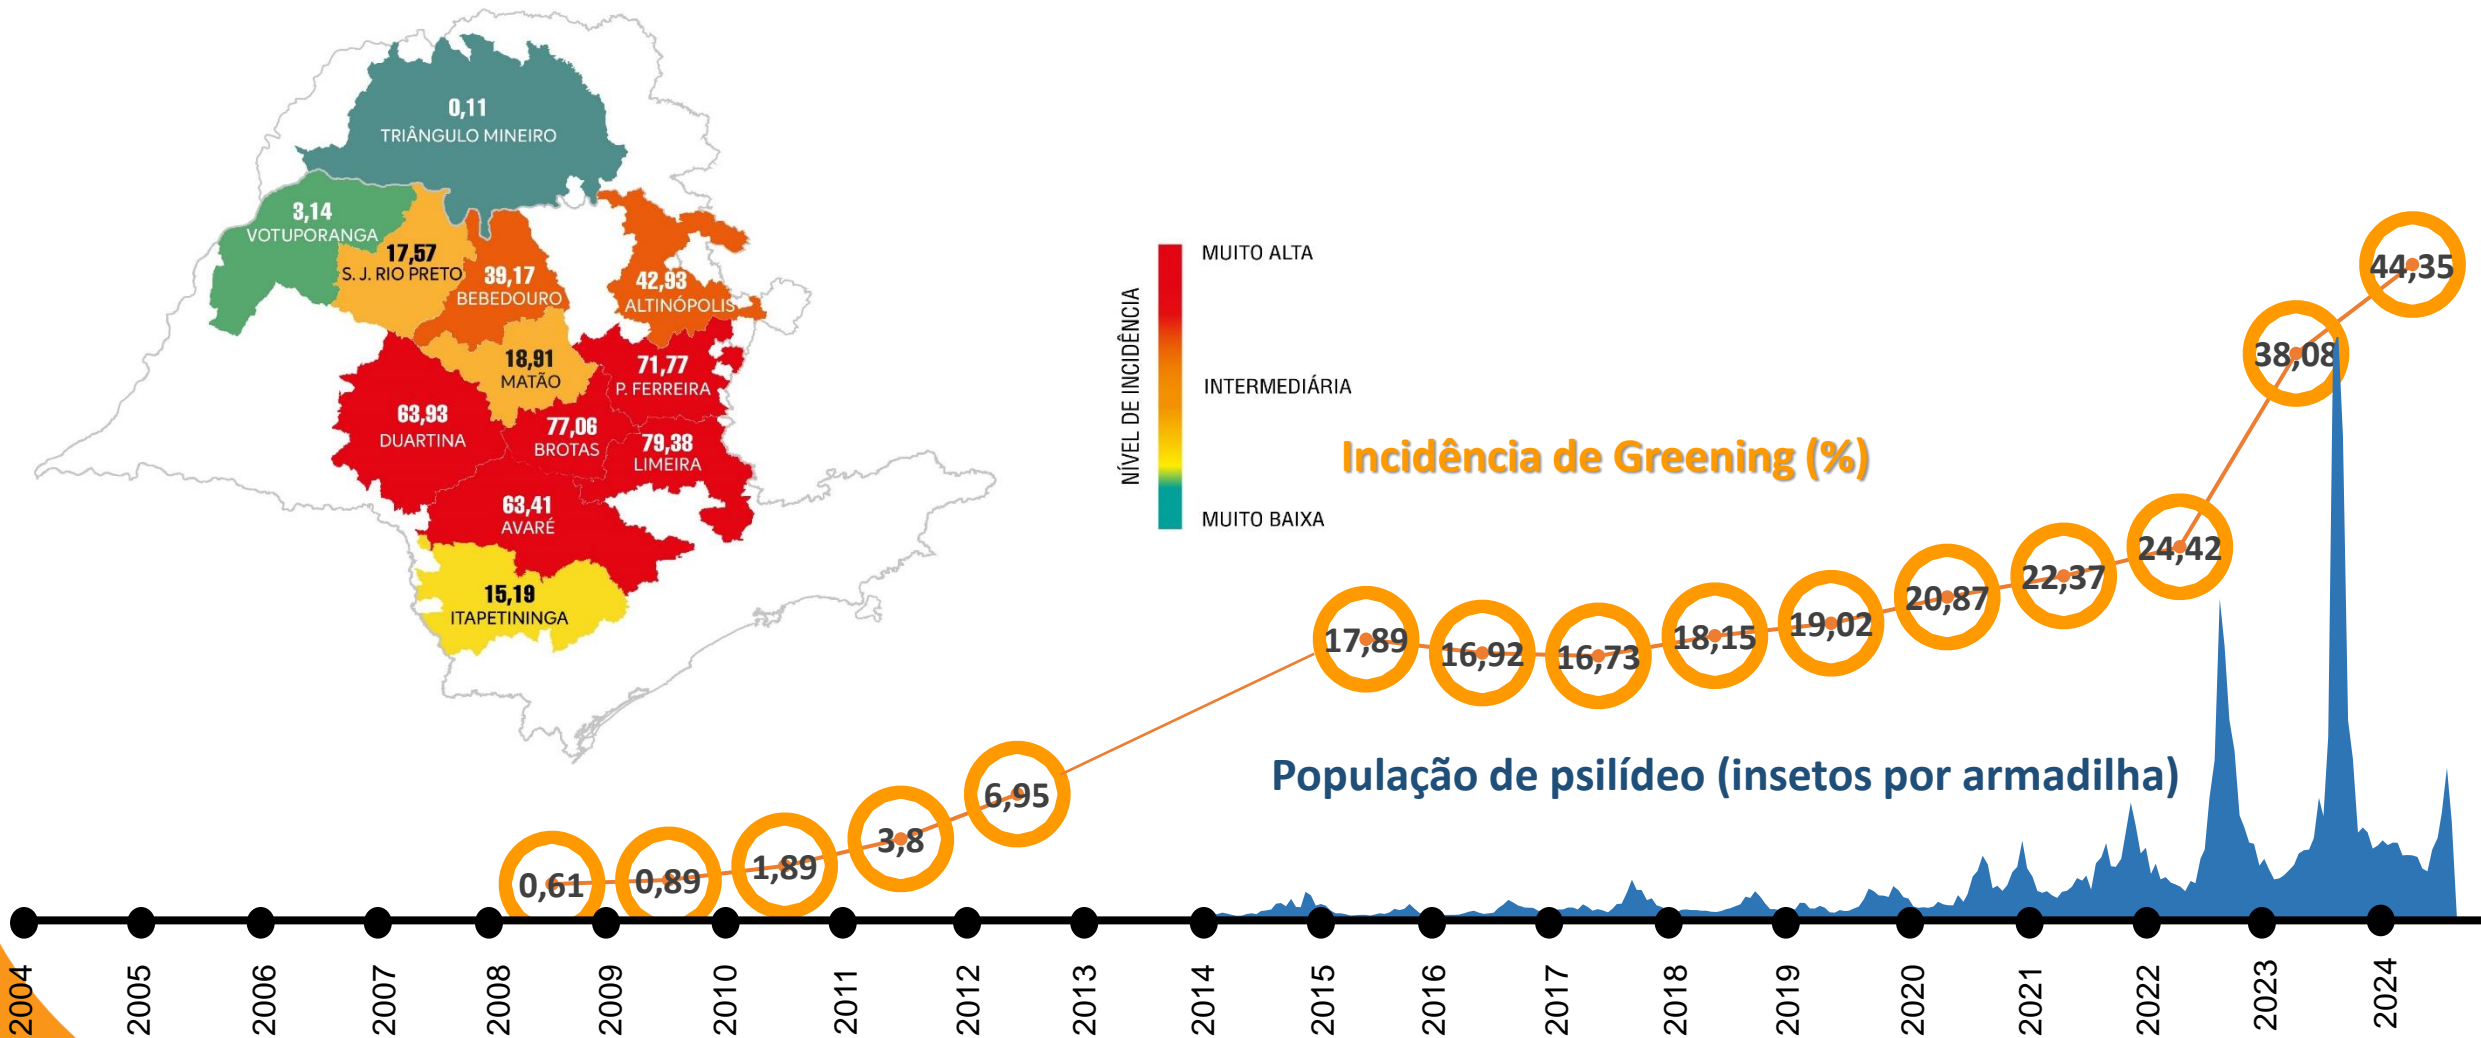 0,11
TRIÂNGULO MINEIRO
3,14
VOTUPORANGA
17,57
S. J. RIO PRETO
39,17
BEBEDOURO
42,93
ALTINÓPOLIS
18,91
MATÃO
71,77
P. FERREIRA
63,93
DUARTINA
77,06
BROTAS
79,38
LIMEIRA
63,41
AVARÉ
15,19
ITAPETININGA
NÍVEL DE INCIDÊNCIA
MUITO ALTA
INTERMEDIÁRIA
MUITO BAIXA
Incidência de Greening (%)
0,61
0,89
1,89
3,8
6,95
17,89
16,92
16,73
18,15
19,02
20,87
22,37
24,42
38,08
44,35
População de psilídeo (insetos por armadilha)
2004
2005
2006
2007
2008
2009
2010
2011
2012
2013
2014
2015
2016
2017
2018
2019
2020
2021
2022
2023
2024